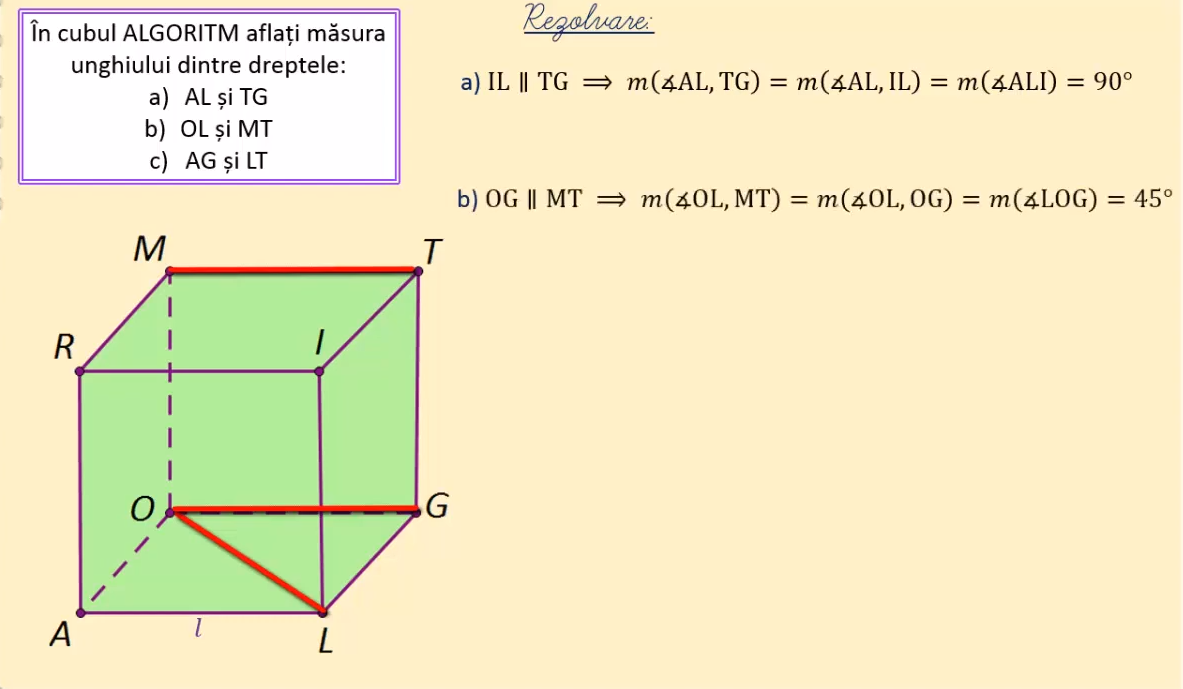 În cubul ALGORITM aflați măsura
unghiului dintre dreptele:
a) AL și TG
b) OL și MT
c) AG și LT
Rezolvare:
a) IL ∥ TG ⟹ m(∡AL, TG) = m(∡AL, IL) = m(∡ALI) = 90°
b) OG ∥ MT ⟹ m(∡OL, MT) = m(∡OL, OG) = m(∡LOG) = 45°
M
T
R
I
O
G
A
l
L